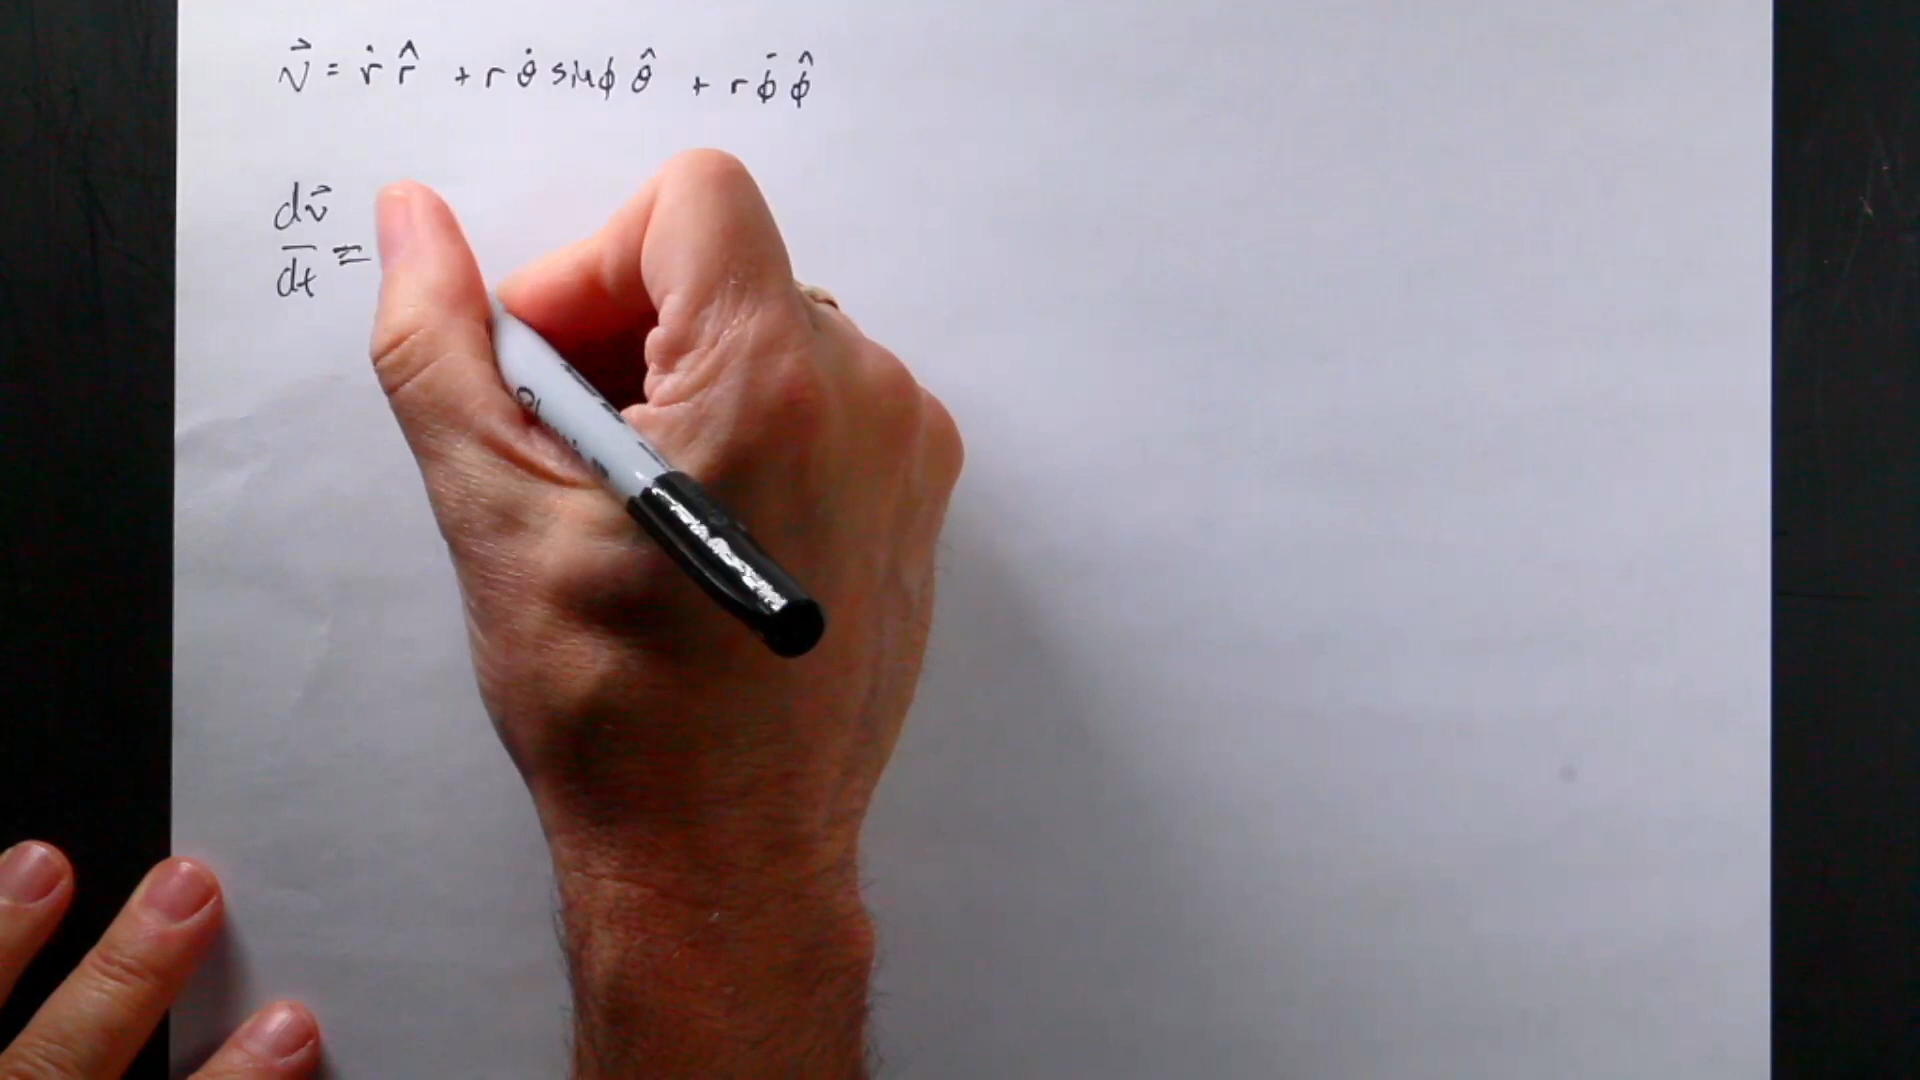 v⃗ = ṙ r̂ + r θ̇ sinϕ θ̂ + r ϕ̇ ϕ̂
dv⃗/dt =